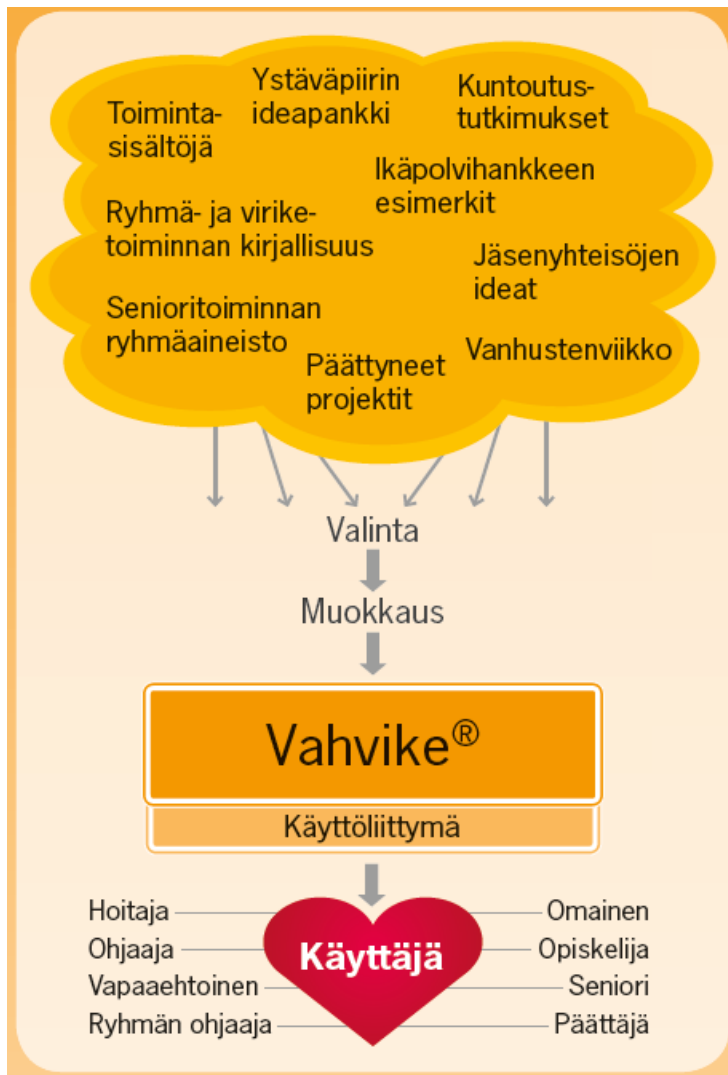 Toiminta-
sisältöjä
Ystäväpiirin
ideapankki
Kuntoutus-
tutkimukset
Ikäpolvihankkeen
esimerkit
Ryhmä- ja virike-
toiminnan kirjallisuus
Jäsenyhteisöjen
ideat
Senioritoiminnan
ryhmäaineisto
Päättyneet
projektit
Vanhustenviikko
Valinta
Muokkaus
Vahvike®
Käyttöliittymä
Käyttäjä
Hoitaja
Ohjaaja
Vapaaehtoinen
Ryhmän ohjaaja
Omainen
Opiskelija
Seniori
Päättäjä